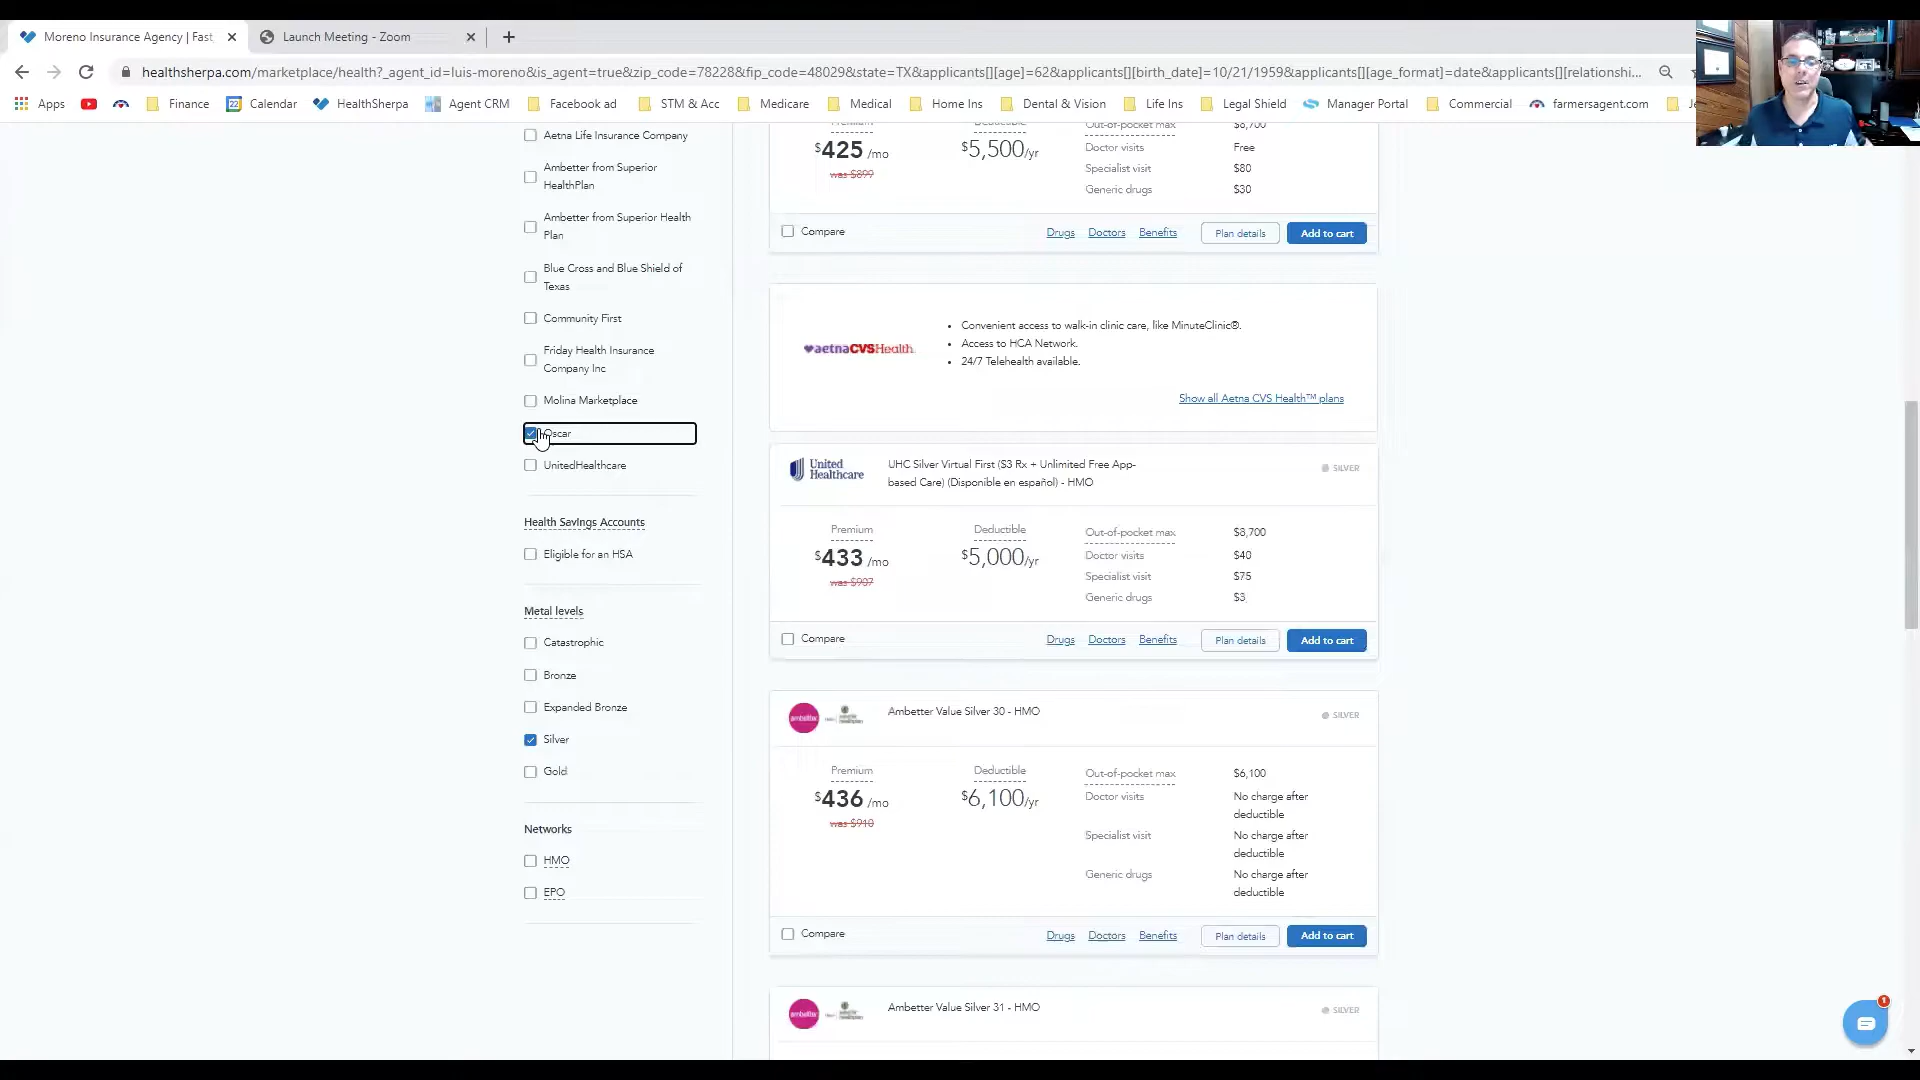 Moreno Insurance Agency | Fast
Launch Meeting - Zoom
healthsherpa.com/marketplace/health?_agent_id=luis-moreno&is_agent=true&zip_code=78228&fip_code=48029&state=TX&applicants[][age]=62&applicants[][birth_date]=10/21/1959&applicants[][age_format]=date&applicants[][relationshi...
Apps
Finance
22
Calendar
HealthSherpa
Agent CRM
Facebook ad
STM & Acc
Medicare
Medical
Home Ins
Dental & Vision
Life Ins
Legal Shield
Manager Portal
Commercial
farmersagent.com
Aetna Life Insurance Company
Ambetter from Superior
HealthPlan
Ambetter from Superior Health
Plan
Blue Cross and Blue Shield of
Texas
Community First
Friday Health Insurance
Company Inc
Molina Marketplace
Oscar
UnitedHealthcare
Health Savings Accounts
Eligible for an HSA
Metal levels
Catastrophic
Bronze
Expanded Bronze
Silver
Gold
Networks
HMO
EPO
Premium Deductible Out-of-pocket max $8,700
$425 /mo $5,500/yr Doctor visits Free
was $899 Specialist visit $80
Generic drugs $30
Compare Drugs Doctors Benefits Plan details Add to cart
aetna CVSHealth
• Convenient access to walk-in clinic care, like MinuteClinic®.
• Access to HCA Network.
• 24/7 Telehealth available.
Show all Aetna CVS Health™ plans
United
Healthcare
UHC Silver Virtual First ($3 Rx + Unlimited Free App-
based Care) (Disponible en español) - HMO
SILVER
Premium Deductible Out-of-pocket max $8,700
$433 /mo $5,000/yr Doctor visits $40
was $907 Specialist visit $75
Generic drugs $3
Compare Drugs Doctors Benefits Plan details Add to cart
ambetter
Ambetter Value Silver 30 - HMO
SILVER
Premium Deductible Out-of-pocket max $6,100
$436 /mo $6,100/yr Doctor visits No charge after
deductible
was $910
Specialist visit No charge after
deductible
Generic drugs No charge after
deductible
Compare Drugs Doctors Benefits Plan details Add to cart
ambetter
Ambetter Value Silver 31 - HMO
SILVER
1